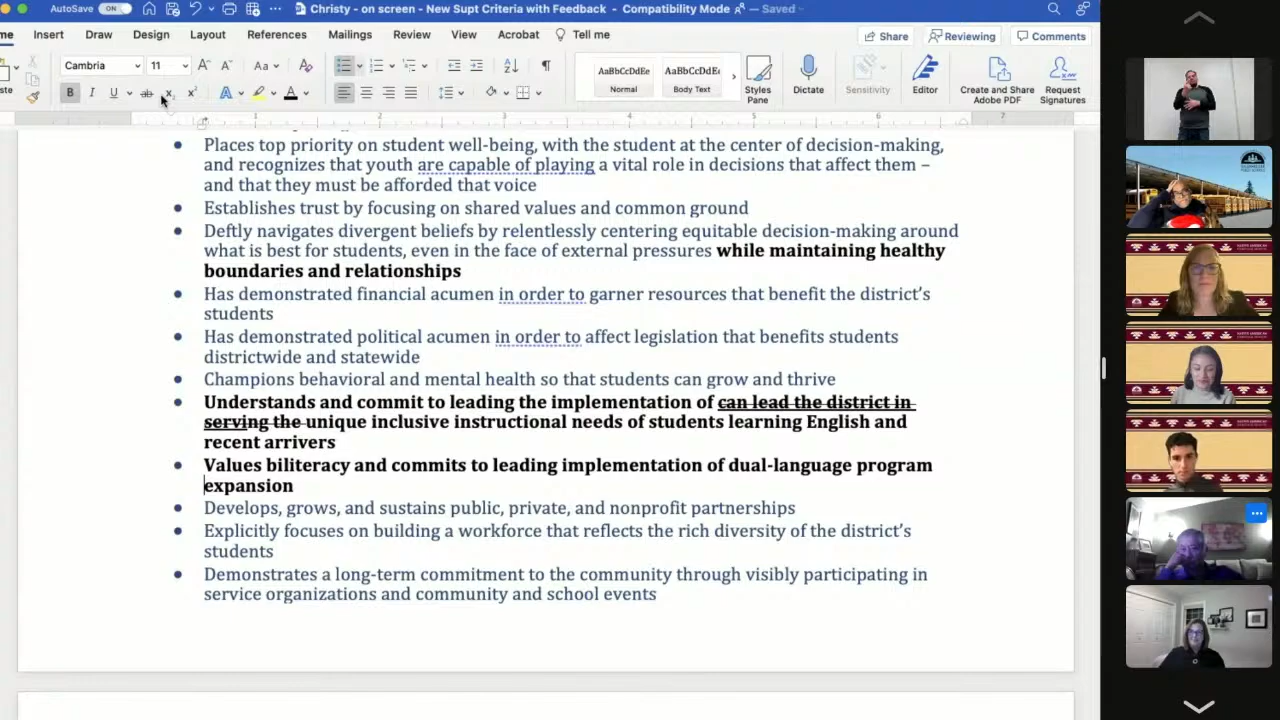 AutoSave ON ... Christy - on screen - New Supt Criteria with Feedback - Compatibility Mode — Saved
me Insert Draw Design Layout References Mailings Review View Acrobat Tell me Share Reviewing Comments
Cambria 11 Aa
AaBbCcDdEe AaBbCcDdEe
ste Normal Body Text Styles Pane Dictate Sensitivity Editor Create and Share Adobe PDF Request Signatures
B I U ab x x A A
1 2 3 4 5 6 7
• Places top priority on student well-being, with the student at the center of decision-making,
and recognizes that youth are capable of playing a vital role in decisions that affect them –
and that they must be afforded that voice
• Establishes trust by focusing on shared values and common ground
• Deftly navigates divergent beliefs by relentlessly centering equitable decision-making around
what is best for students, even in the face of external pressures while maintaining healthy
boundaries and relationships
• Has demonstrated financial acumen in order to garner resources that benefit the district's
students
• Has demonstrated political acumen in order to affect legislation that benefits students
districtwide and statewide
• Champions behavioral and mental health so that students can grow and thrive
• Understands and commit to leading the implementation of can lead the district in
serving the unique inclusive instructional needs of students learning English and
recent arrivers
• Values biliteracy and commits to leading implementation of dual-language program
expansion
• Develops, grows, and sustains public, private, and nonprofit partnerships
• Explicitly focuses on building a workforce that reflects the rich diversity of the district's
students
• Demonstrates a long-term commitment to the community through visibly participating in
service organizations and community and school events